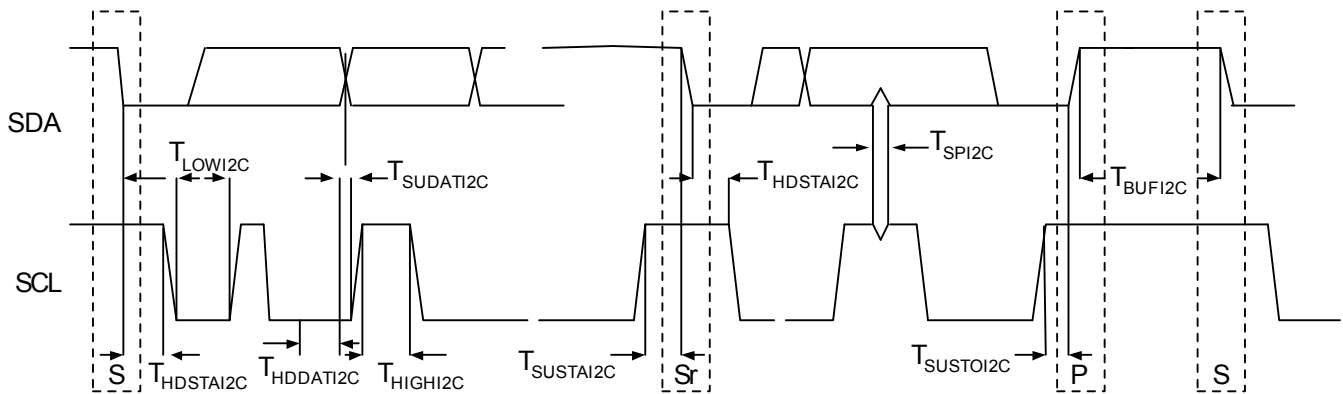 SDA
T_LOWI2C
T_SUDATI2C
T_SPI2C
T_HDSTAI2C
T_BUFI2C
SCL
S
T_HDSTAI2C
T_HDDATI2C
T_HIGHI2C
T_SUSTAI2C
Sr
T_SUSTOI2C
P
S